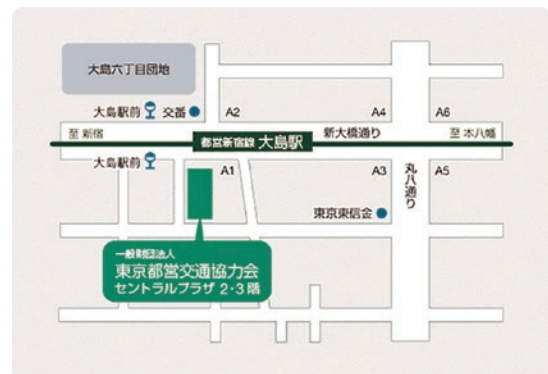 大島六丁目団地
大島駅前 交番 A2 A4 A6
至 新宿 都営新宿線 大島駅 新大橋通り 至 本八幡
大島駅前 A1 A3 丸八通り A5
東京東信金
一般財団法人
東京都営交通協力会
セントラルプラザ 2・3階